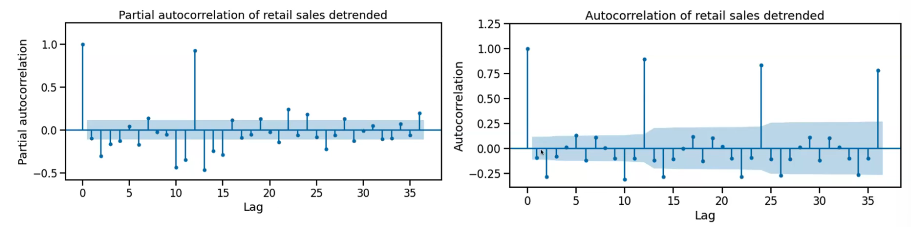 Partial autocorrelation of retail sales detrended
Partial autocorrelation
1.0
0.5
0.0
−0.5
0 5 10 15 20 25 30 35
Lag
Autocorrelation of retail sales detrended
Autocorrelation
1.25
1.00
0.75
0.50
0.25
0.00
−0.25
0 5 10 15 20 25 30 35
Lag